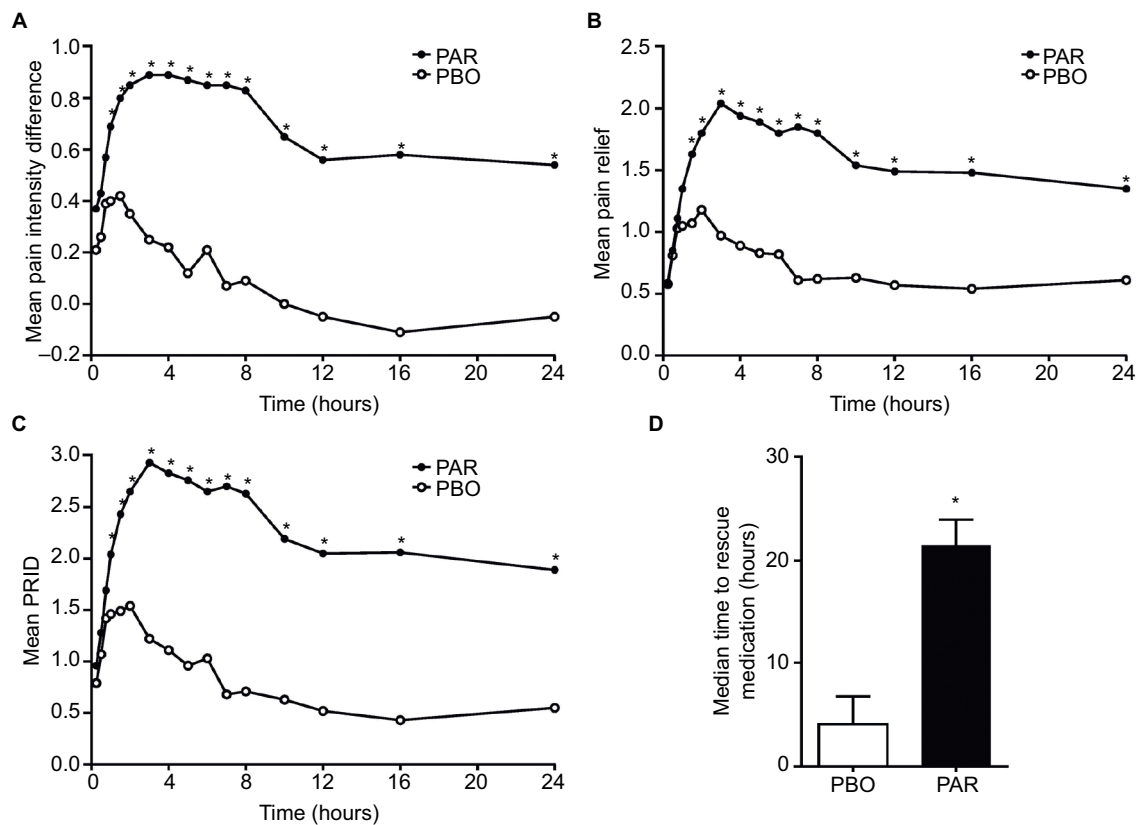 A
1.0
0.8
0.6
0.4
0.2
0.0
–0.2
Mean pain intensity difference
* * * * * * * * * * * * * *
PAR
PBO
0 4 8 12 16 20 24
Time (hours)
B
2.5
2.0
1.5
1.0
0.5
0.0
Mean pain relief
* * * * * * * * * * * *
PAR
PBO
0 4 8 12 16 20 24
Time (hours)
C
3.0
2.5
2.0
1.5
1.0
0.5
0.0
Mean PRID
* * * * * * * * * * * * *
PAR
PBO
0 4 8 12 16 20 24
Time (hours)
D
30
20
10
0
Median time to rescue
medication (hours)
*
PBO PAR